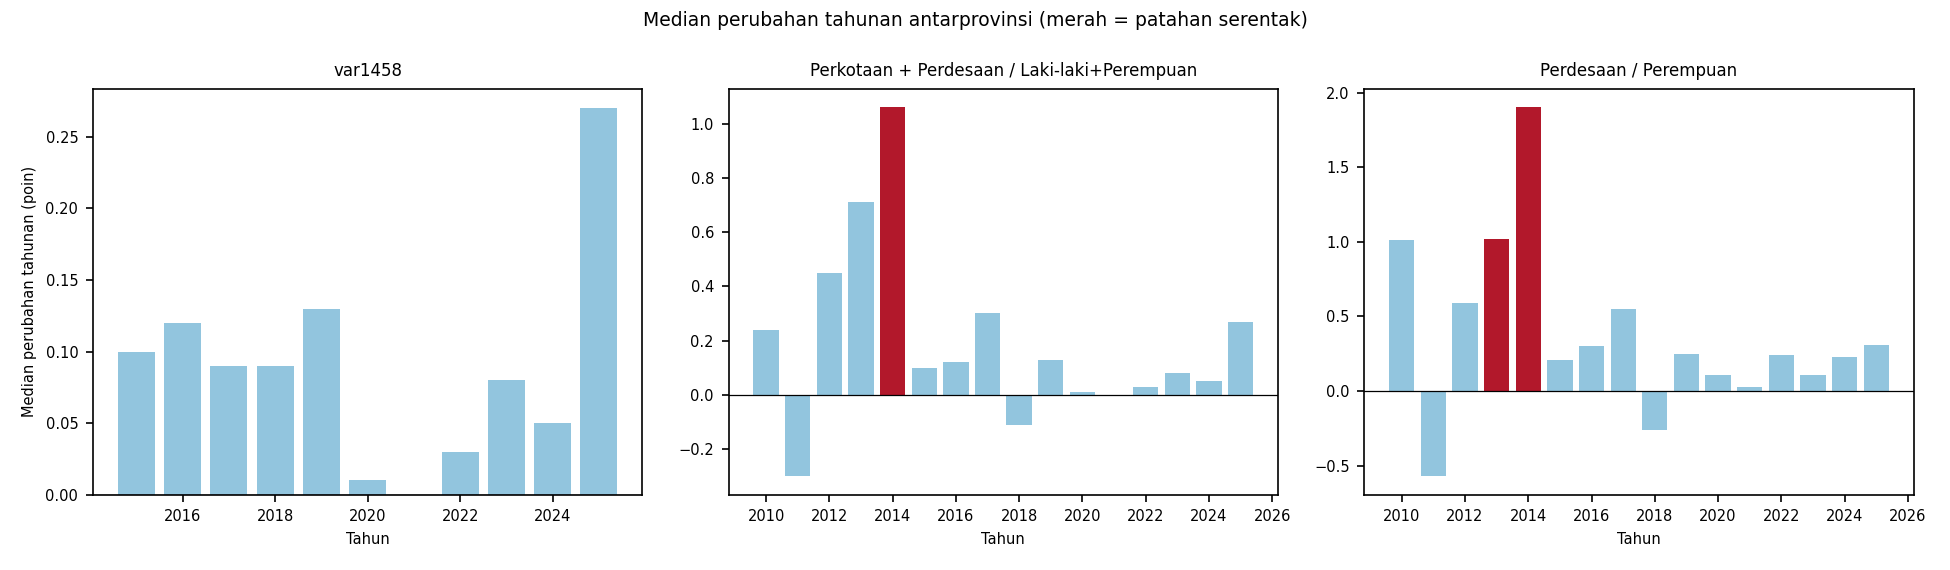 Median perubahan tahunan antarprovinsi (merah = patahan serentak)
var1458
Median perubahan tahunan (poin)
0.25
0.20
0.15
0.10
0.05
0.00
2016 2018 2020 2022 2024
Tahun
Perkotaan + Perdesaan / Laki-laki+Perempuan
1.0
0.8
0.6
0.4
0.2
0.0
−0.2
2010 2012 2014 2016 2018 2020 2022 2024 2026
Tahun
Perdesaan / Perempuan
2.0
1.5
1.0
0.5
0.0
−0.5
2010 2012 2014 2016 2018 2020 2022 2024 2026
Tahun